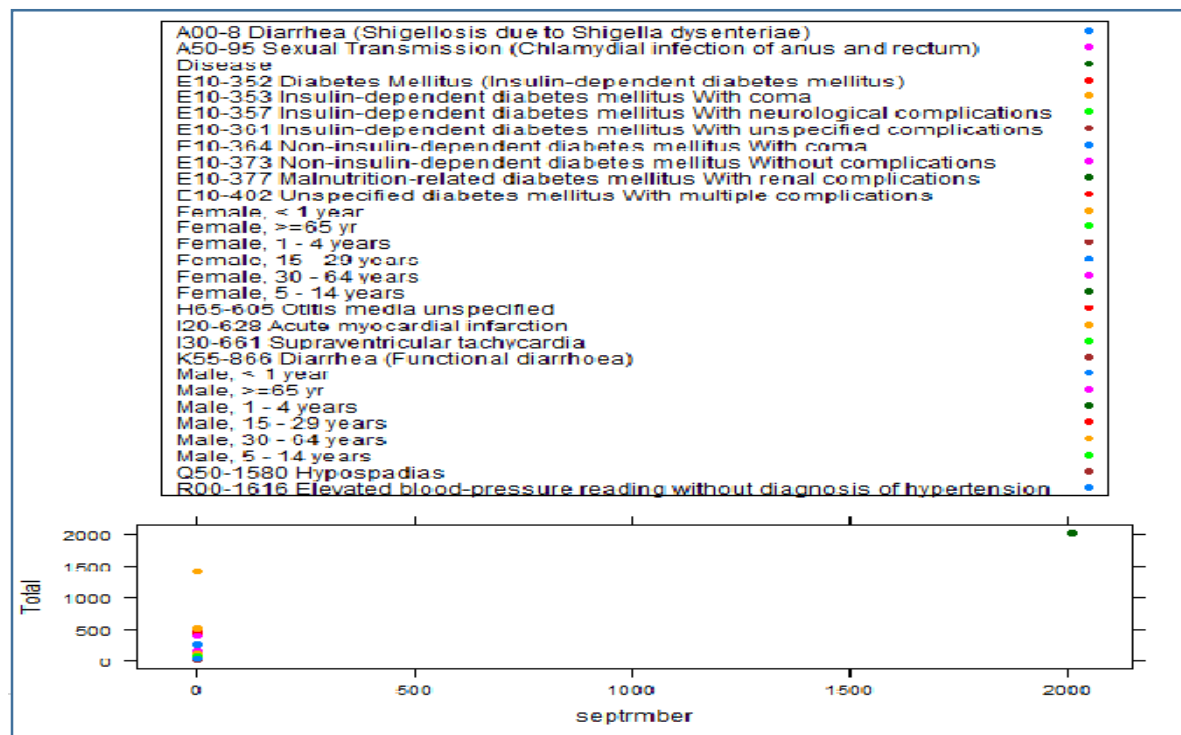 A00-8 Diarrhea (Shigellosis due to Shigella dysenteriae)
A50-95 Sexual Transmission (Chlamydial infection of anus and rectum)
Disease
E10-352 Diabetes Mellitus (Insulin-dependent diabetes mellitus)
E10-353 Insulin-dependent diabetes mellitus With coma
E10-357 Insulin-dependent diabetes mellitus With neurological complications
E10-361 Insulin-dependent diabetes mellitus With unspecified complications
E10-364 Non-insulin-dependent diabetes mellitus With coma
E10-373 Non-insulin-dependent diabetes mellitus Without complications
E10-377 Malnutrition-related diabetes mellitus With renal complications
E10-402 Unspecified diabetes mellitus With multiple complications
Female, < 1 year
Female, >=65 yr
Female, 1 - 4 years
Female, 15 - 29 years
Female, 30 - 64 years
Female, 5 - 14 years
H65-605 Otitis media unspecified
I20-628 Acute myocardial infarction
I30-661 Supraventricular tachycardia
K55-866 Diarrhea (Functional diarrhoea)
Male, < 1 year
Male, >=65 yr
Male, 1 - 4 years
Male, 15 - 29 years
Male, 30 - 64 years
Male, 5 - 14 years
Q50-1580 Hypospadias
R00-1616 Elevated blood-pressure reading without diagnosis of hypertension
2000
1500
1000
500
0
Total
0 500 1000 1500 2000
septrmber